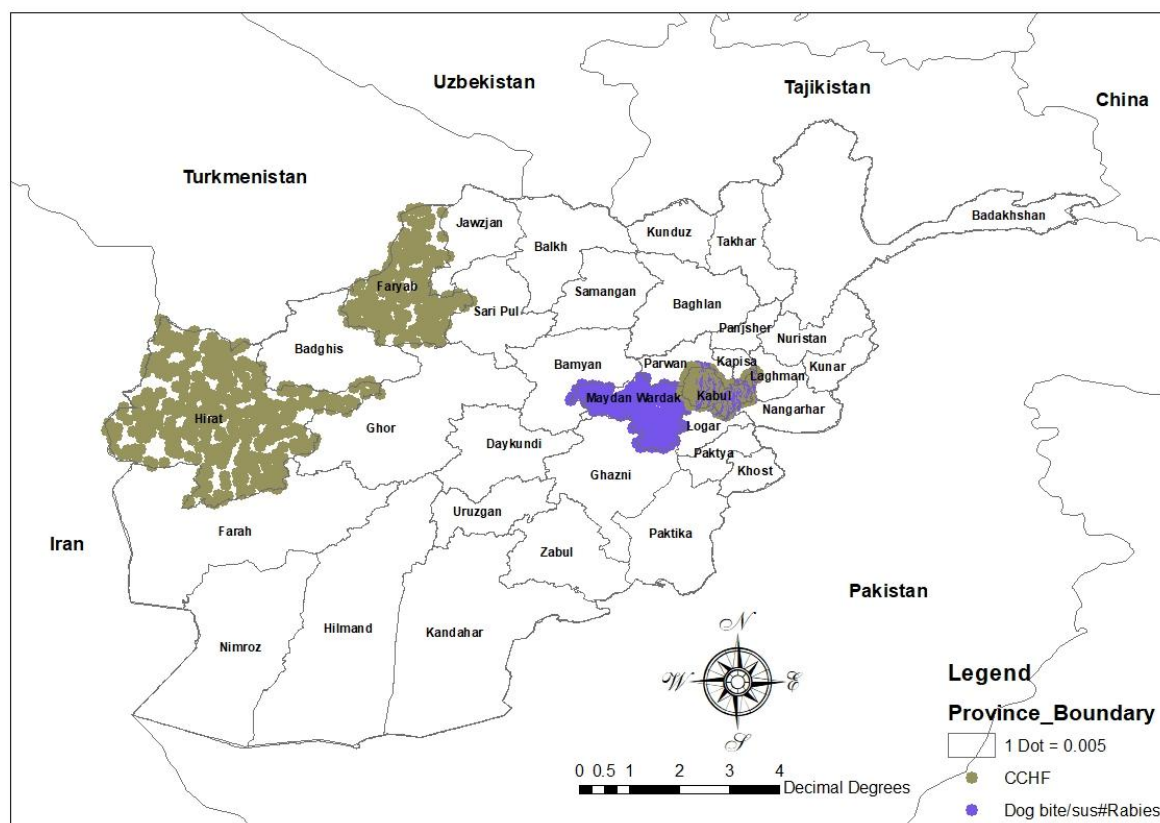 Uzbekistan
Tajikistan
China
Turkmenistan
Badakhshan
Jawzjan
Balkh
Kunduz
Takhar
Faryab
Samangan
Sari Pul
Baghlan
Panjsher
Nuristan
Badghis
Bamyan
Parwan
Kapisa
Laghman
Kunar
Maydan Wardak
Kabul
Hirat
Nangarhar
Ghor
Logar
Daykundi
Paktya
Khost
Ghazni
Uruzgan
Farah
Iran
Zabul
Paktika
Pakistan
Hilmand
Kandahar
Nimroz
N
W
E
S
Legend
Province_Boundary
1 Dot = 0.005
CCHF
Dog bite/sus#Rabies
0 0.5 1 2 3 4
Decimal Degrees